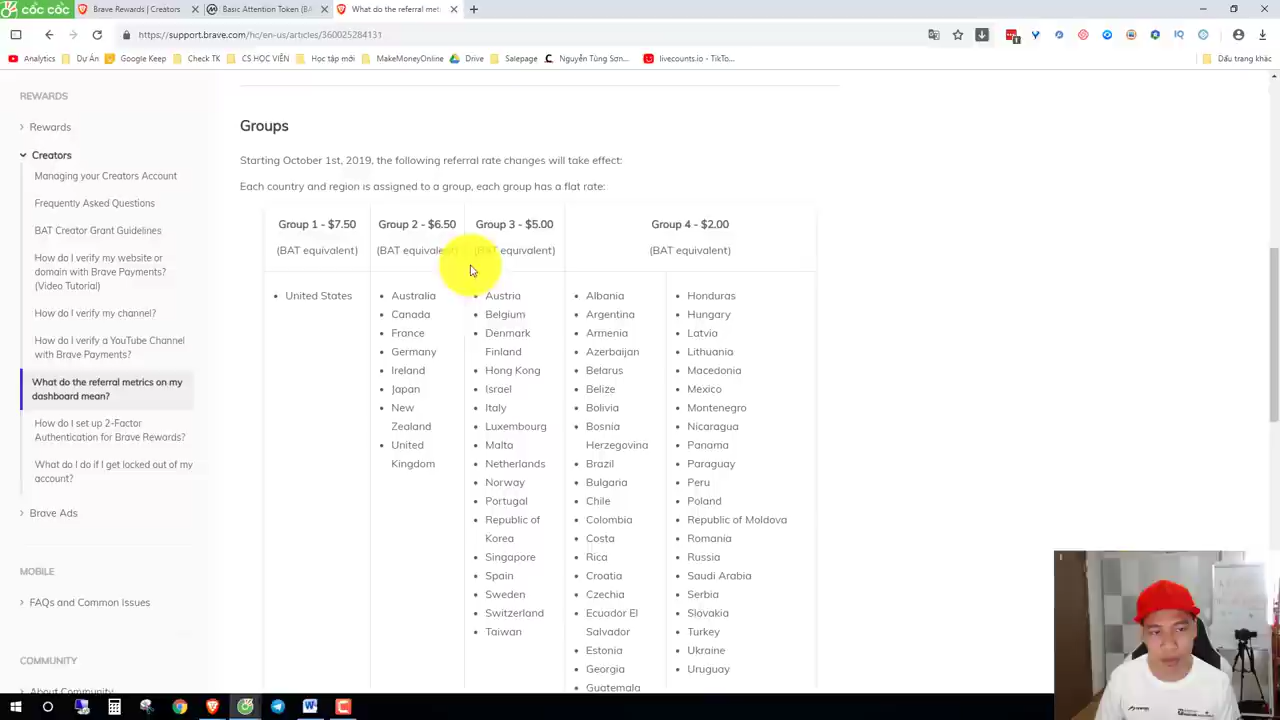 cốc cốc
Brave Rewards | Creators
Basic Attention Token (BA
What do the referral metri
https://support.brave.com/hc/en-us/articles/360025284131
Analytics
Dự Án
Google Keep
Check TK
CS HỌC VIÊN
Học tập mới
MakeMoneyOnline
Drive
Salepage
Nguyễn Tùng Sơn...
livecounts.io - TikTo...
Dấu trang khác
REWARDS
Rewards
Creators
Managing your Creators Account
Frequently Asked Questions
BAT Creator Grant Guidelines
How do I verify my website or
domain with Brave Payments?
(Video Tutorial)
How do I verify my channel?
How do I verify a YouTube Channel
with Brave Payments?
What do the referral metrics on my
dashboard mean?
How do I set up 2-Factor
Authentication for Brave Rewards?
What do I do if I get locked out of my
account?
Brave Ads
MOBILE
FAQs and Common Issues
COMMUNITY
About Community
Groups
Starting October 1st, 2019, the following referral rate changes will take effect:
Each country and region is assigned to a group, each group has a flat rate:
Group 1 - $7.50
(BAT equivalent)
United States
Group 2 - $6.50
(BAT equivalent)
Australia
Canada
France
Germany
Ireland
Japan
New
Zealand
United
Kingdom
Group 3 - $5.00
(BAT equivalent)
Austria
Belgium
Denmark
Finland
Hong Kong
Israel
Italy
Luxembourg
Malta
Netherlands
Norway
Portugal
Republic of
Korea
Singapore
Spain
Sweden
Switzerland
Taiwan
Group 4 - $2.00
(BAT equivalent)
Albania
Argentina
Armenia
Azerbaijan
Belarus
Belize
Bolivia
Bosnia
Herzegovina
Brazil
Bulgaria
Chile
Colombia
Costa
Rica
Croatia
Czechia
Ecuador El
Salvador
Estonia
Georgia
Guatemala
Honduras
Hungary
Latvia
Lithuania
Macedonia
Mexico
Montenegro
Nicaragua
Panama
Paraguay
Peru
Poland
Republic of Moldova
Romania
Russia
Saudi Arabia
Serbia
Slovakia
Turkey
Ukraine
Uruguay